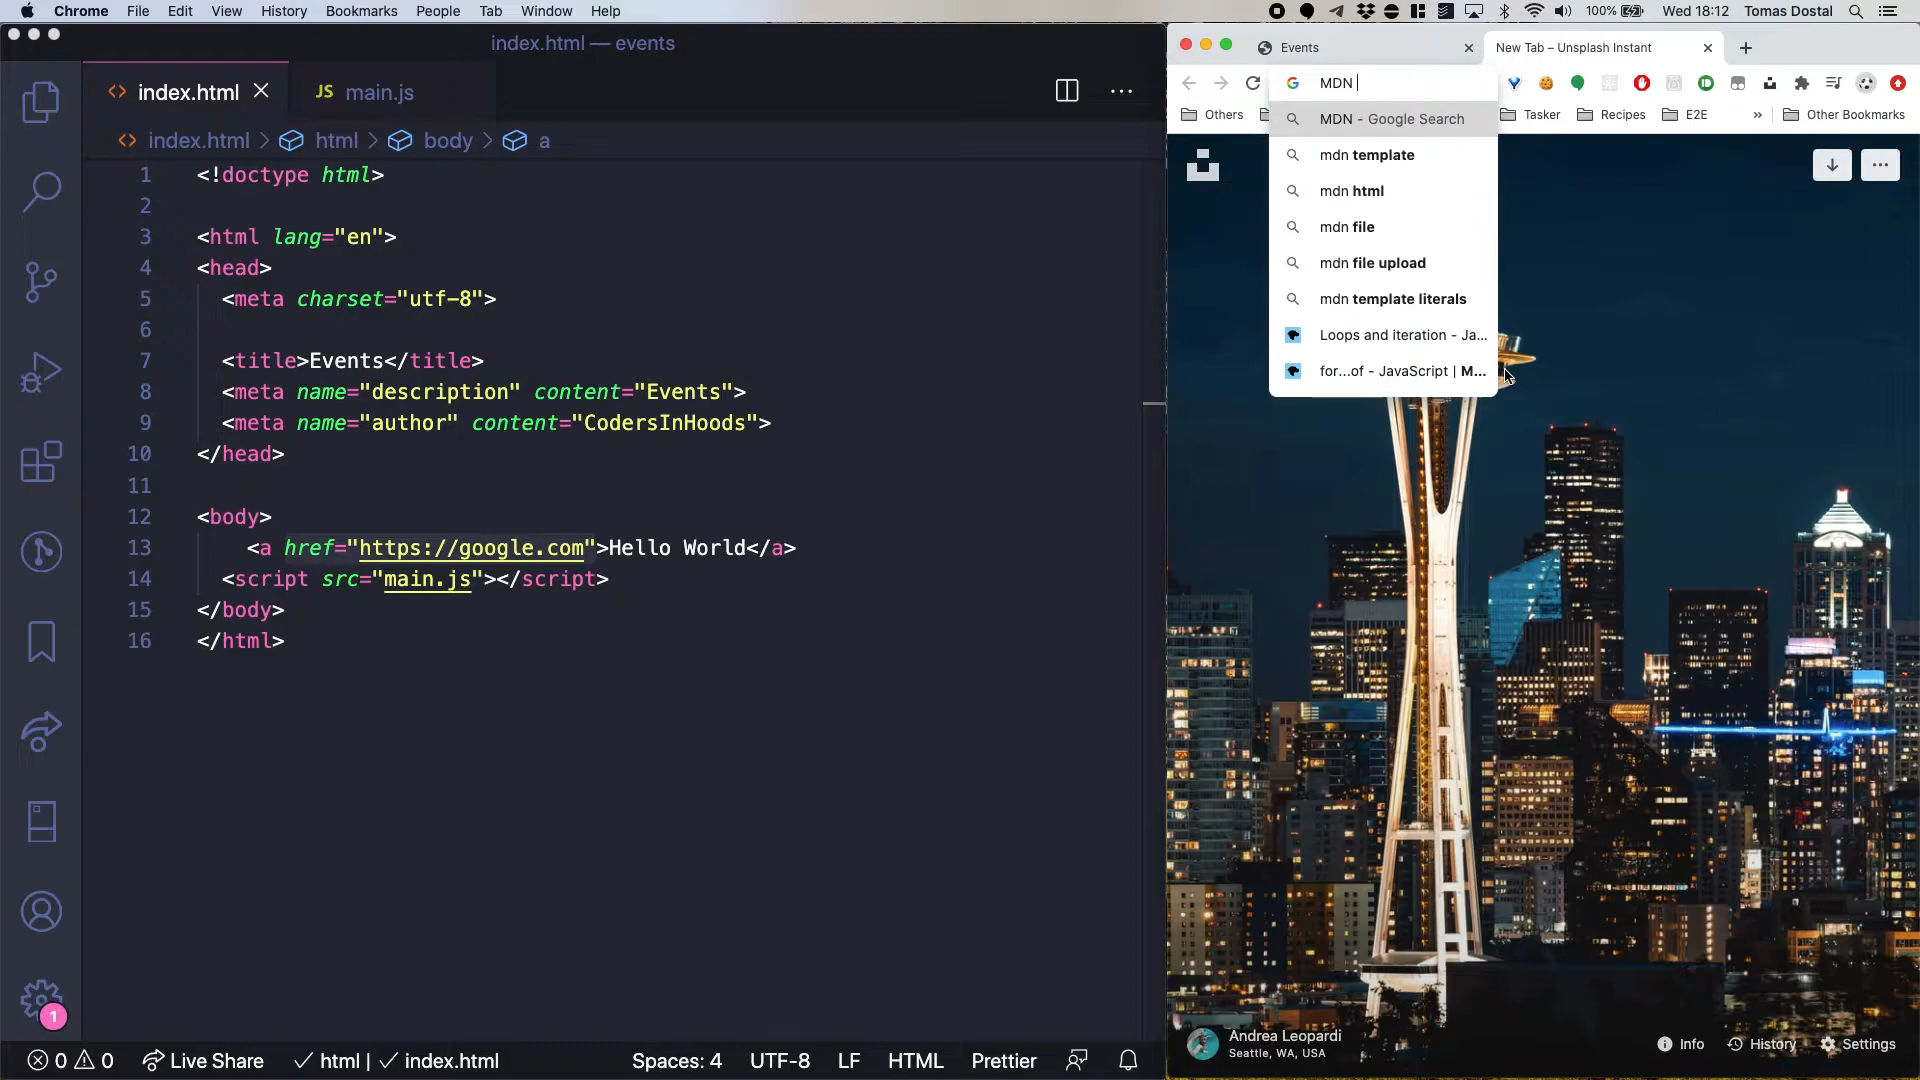 Chrome File Edit View History Bookmarks People Tab Window Help
100% Wed 18:12 Tomas Dostal
index.html — events
index.html
JS main.js
index.html > html > body > a
1 <!doctype html>
2
3 <html lang="en">
4 <head>
5 <meta charset="utf-8">
6
7 <title>Events</title>
8 <meta name="description" content="Events">
9 <meta name="author" content="CodersInHoods">
10 </head>
11
12 <body>
13 <a href="https://google.com">Hello World</a>
14 <script src="main.js"></script>
15 </body>
16 </html>
1
0 0 Live Share html | index.html Spaces: 4 UTF-8 LF HTML Prettier
Events
New Tab – Unsplash Instant
MDN
Others Tasker Recipes E2E » Other Bookmarks
MDN - Google Search
mdn template
mdn html
mdn file
mdn file upload
mdn template literals
Loops and iteration - Ja...
for...of - JavaScript | M...
Andrea Leopardi
Seattle, WA, USA
Info History Settings